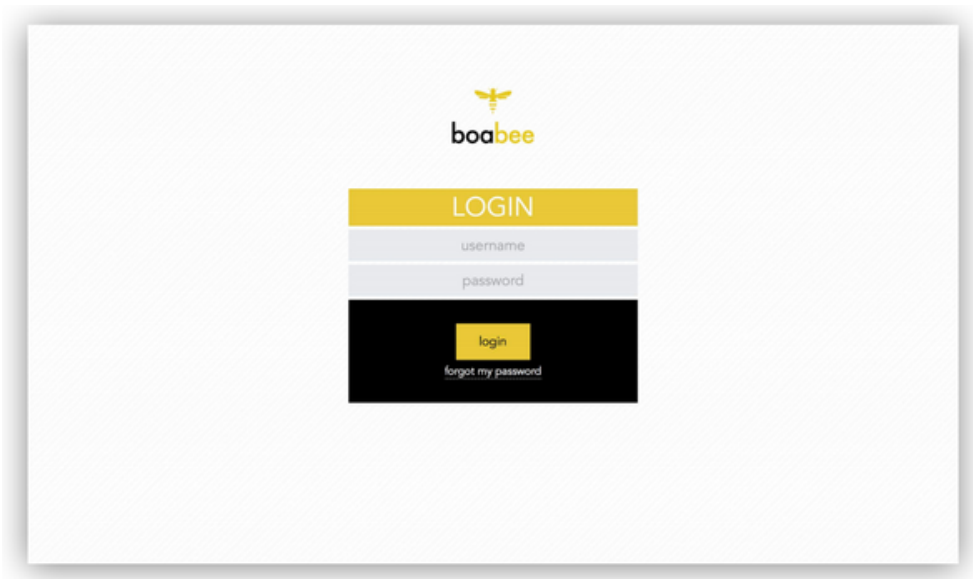 boabee
LOGIN
username
password
login
forgot my password